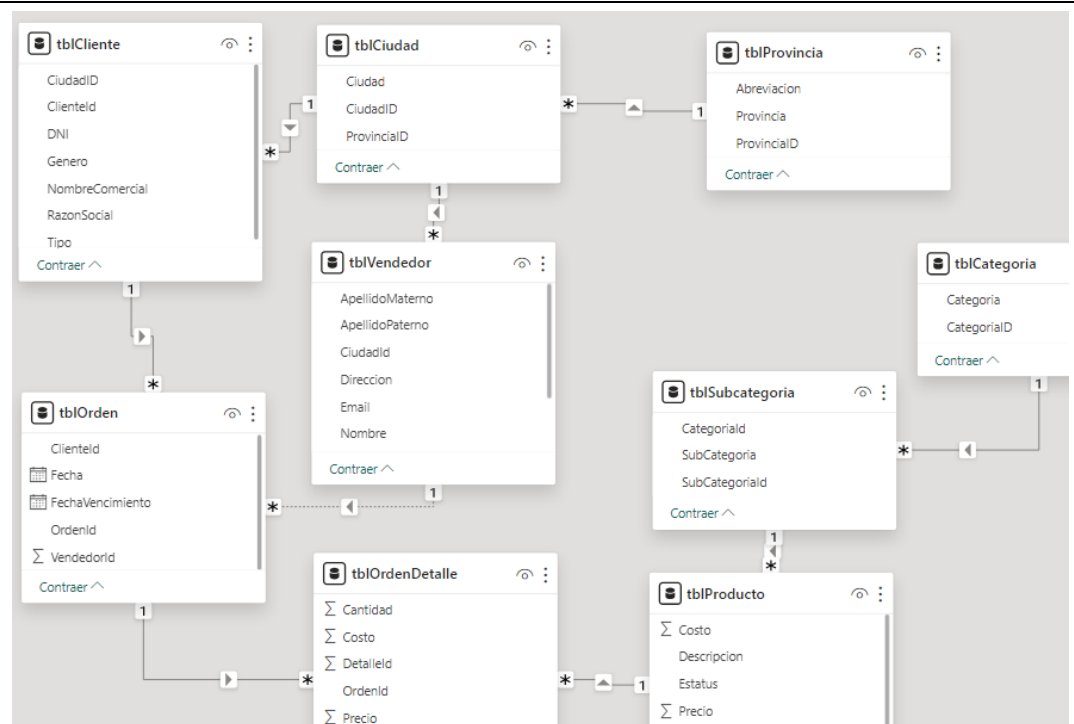 tblCliente
CiudadID
ClienteId
DNI
Genero
NombreComercial
RazonSocial
Tipo
Contraer
1
*
tblCiudad
Ciudad
CiudadID
ProvinciaID
Contraer
1
*
1
*
1
tblProvincia
Abreviacion
Provincia
ProvinciaID
Contraer
tblVendedor
ApellidoMaterno
ApellidoPaterno
CiudadId
Direccion
Email
Nombre
Contraer
1
*
tblCategoria
Categoria
CategoriaID
Contraer
1
*
tblSubcategoria
CategoriaId
SubCategoria
SubCategoriaId
Contraer
1
*
tblOrden
ClienteId
Fecha
FechaVencimiento
OrdenId
∑ VendedorId
Contraer
*
1
*
tblOrdenDetalle
∑ Cantidad
∑ Costo
∑ DetalleId
OrdenId
∑ Precio
*
1
tblProducto
∑ Costo
Descripcion
Estatus
∑ Precio